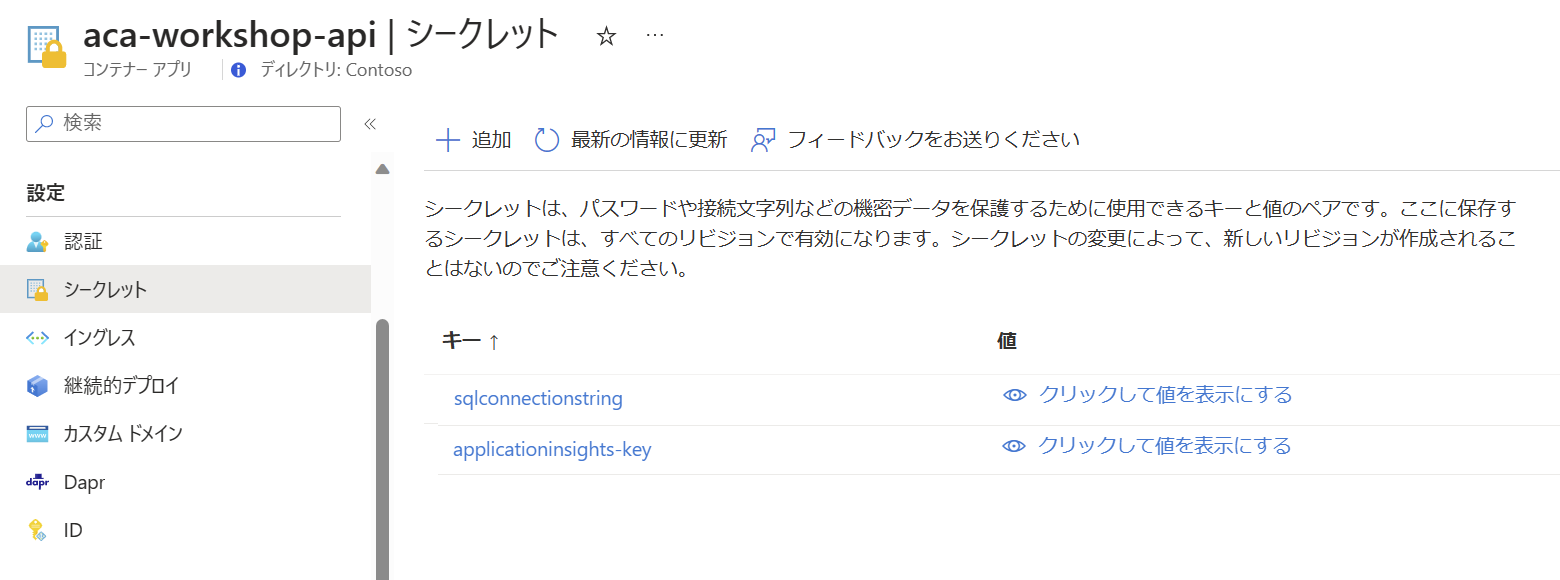 aca-workshop-api | シークレット
コンテナー アプリ
ディレクトリ: Contoso
検索
設定
認証
シークレット
イングレス
継続的デプロイ
カスタム ドメイン
dapr Dapr
ID
追加 最新の情報に更新 フィードバックをお送りください
シークレットは、パスワードや接続文字列などの機密データを保護するために使用できるキーと値のペアです。ここに保存す
るシークレットは、すべてのリビジョンで有効になります。シークレットの変更によって、新しいリビジョンが作成されるこ
とはないのでご注意ください。
キー ↑ 値
sqlconnectionstring クリックして値を表示にする
applicationinsights-key クリックして値を表示にする